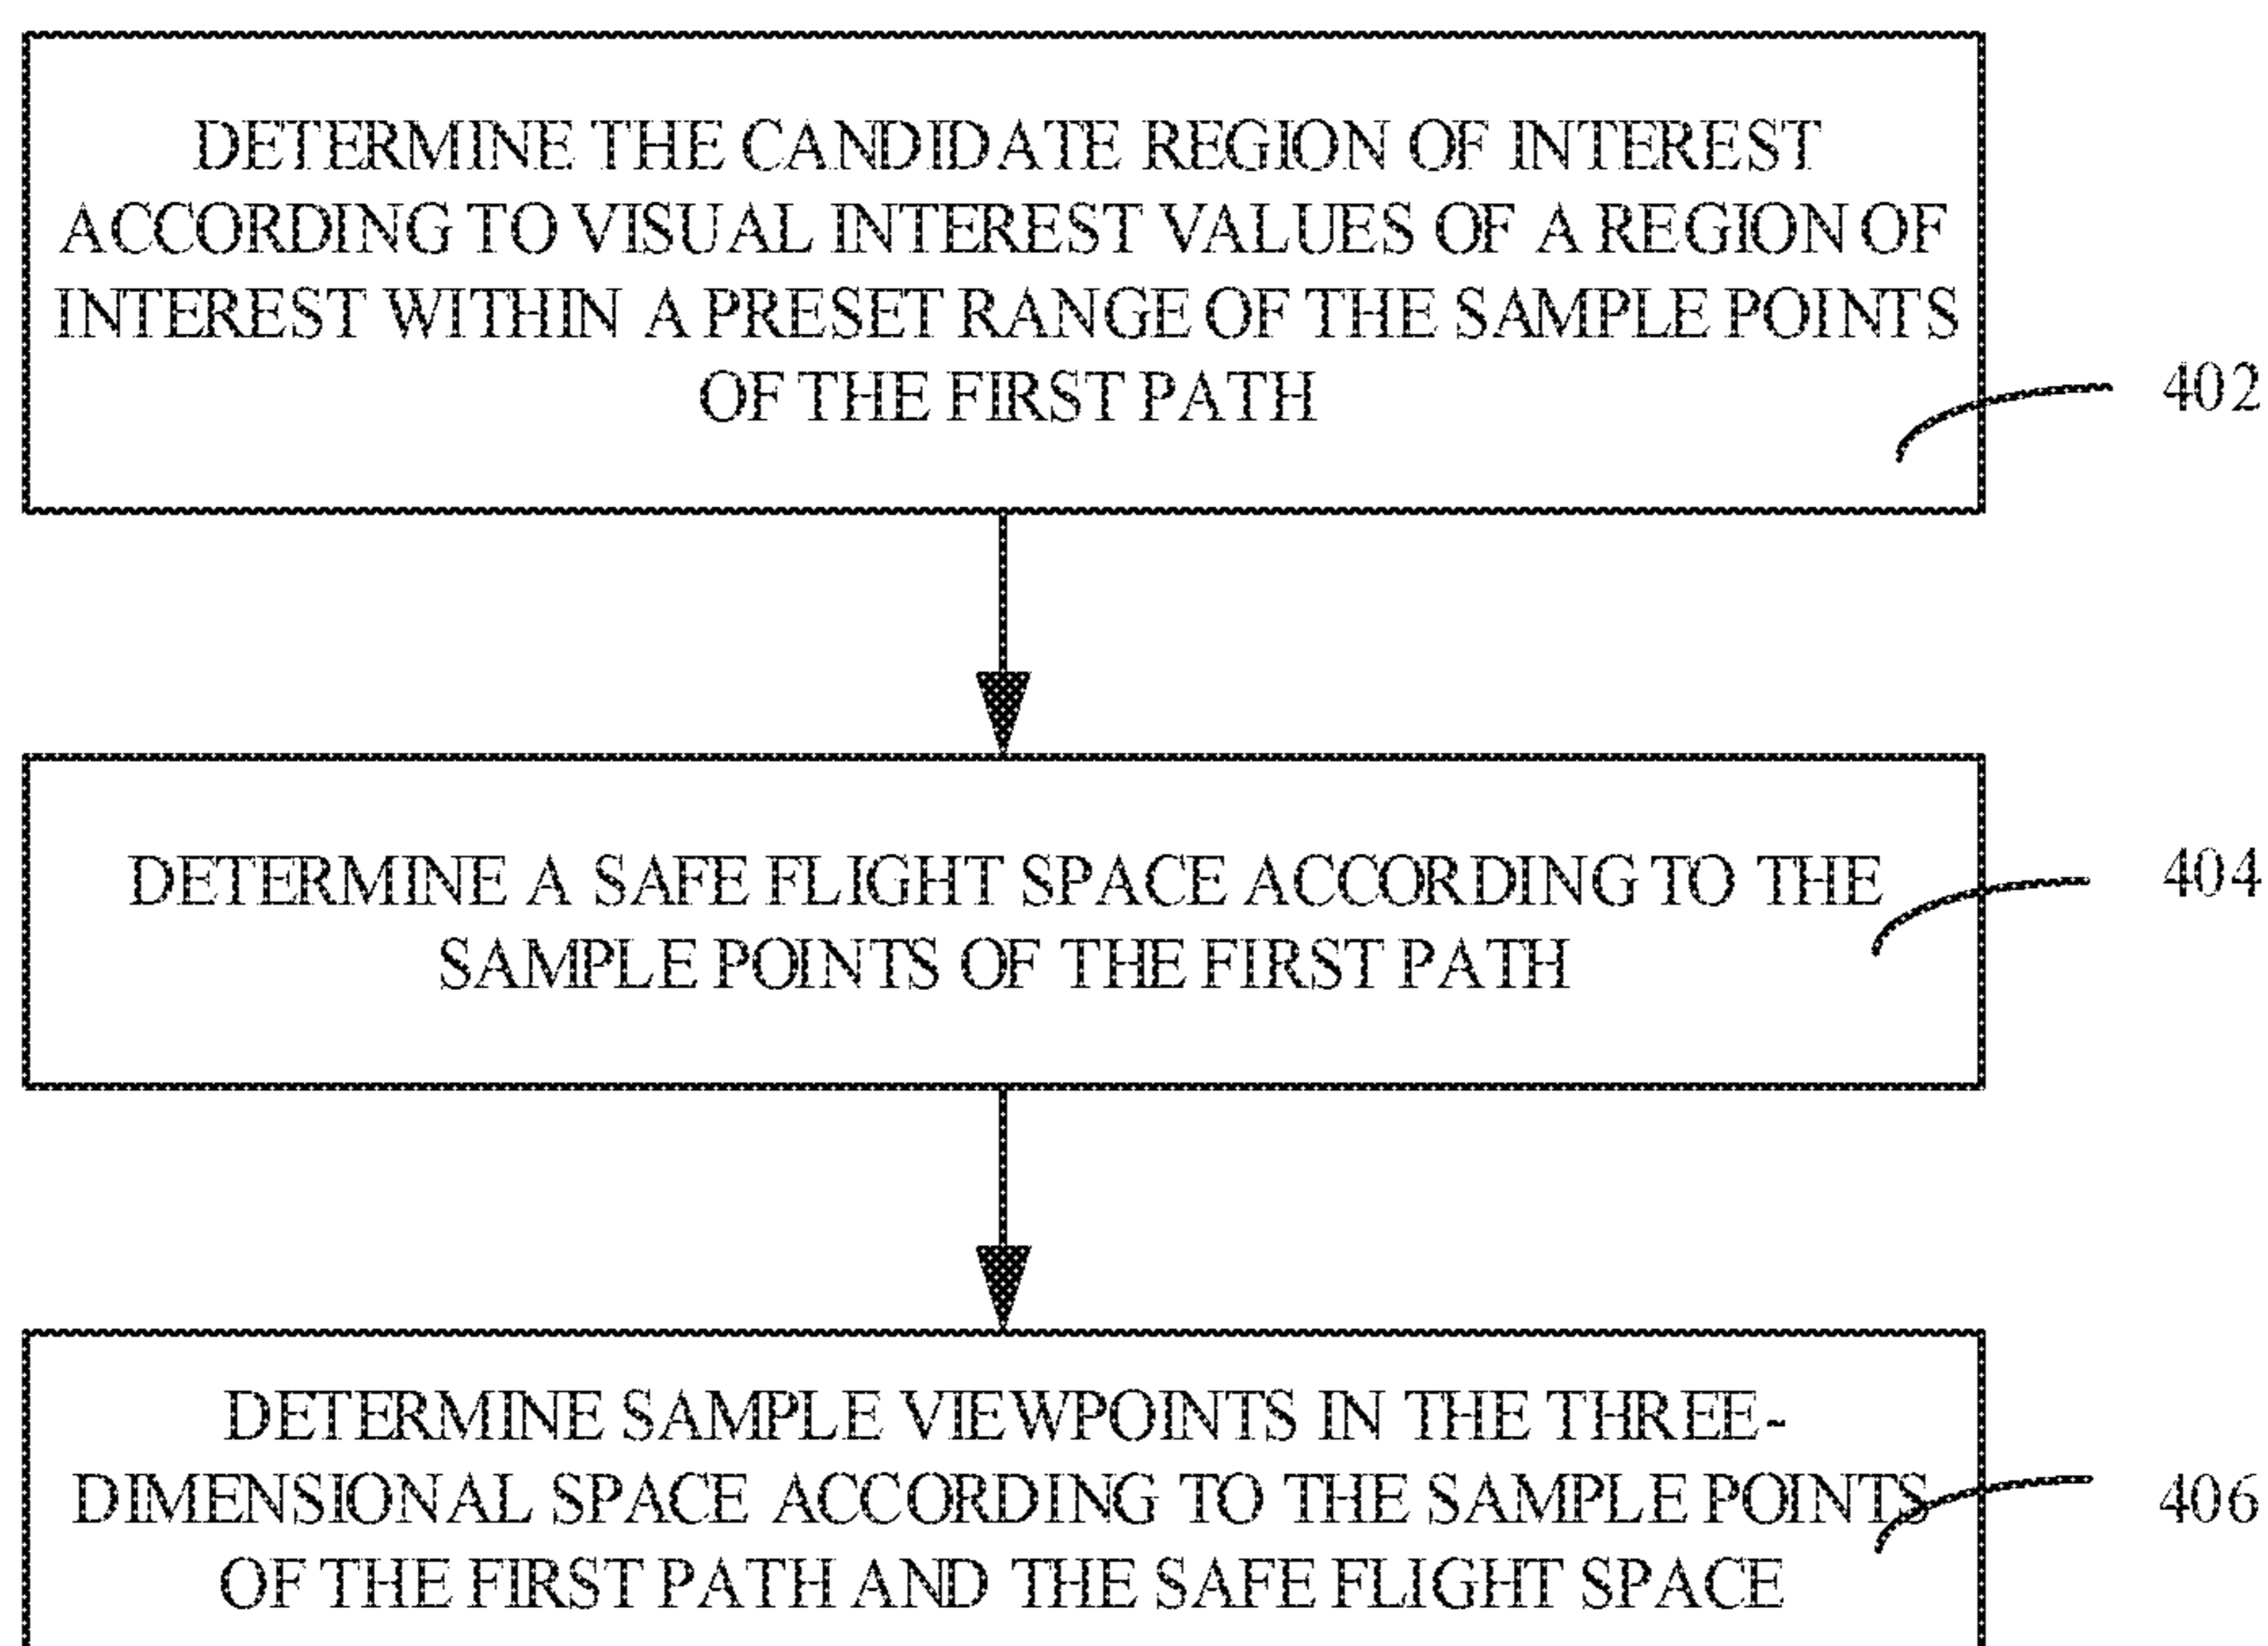 DETERMINE THE CANDIDATE REGION OF INTEREST
ACCORDING TO VISUAL INTEREST VALUES OF A REGION OF
INTEREST WITHIN A PRESET RANGE OF THE SAMPLE POINTS
OF THE FIRST PATH
402
DETERMINE A SAFE FLIGHT SPACE ACCORDING TO THE
SAMPLE POINTS OF THE FIRST PATH
404
DETERMINE SAMPLE VIEWPOINTS IN THE THREE-
DIMENSIONAL SPACE ACCORDING TO THE SAMPLE POINTS
OF THE FIRST PATH AND THE SAFE FLIGHT SPACE
406